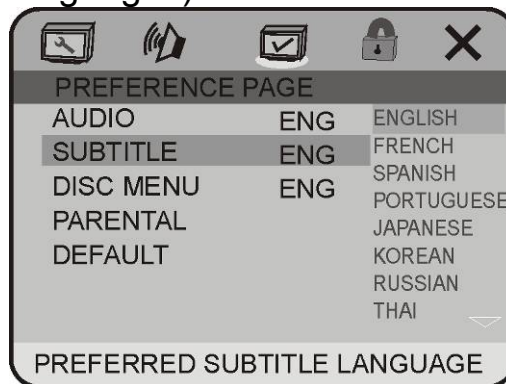 PREFERENCE PAGE
AUDIO ENG
SUBTITLE ENG
DISC MENU ENG
PARENTAL
DEFAULT
ENGLISH
FRENCH
SPANISH
PORTUGUESE
JAPANESE
KOREAN
RUSSIAN
THAI
PREFERRED SUBTITLE LANGUAGE